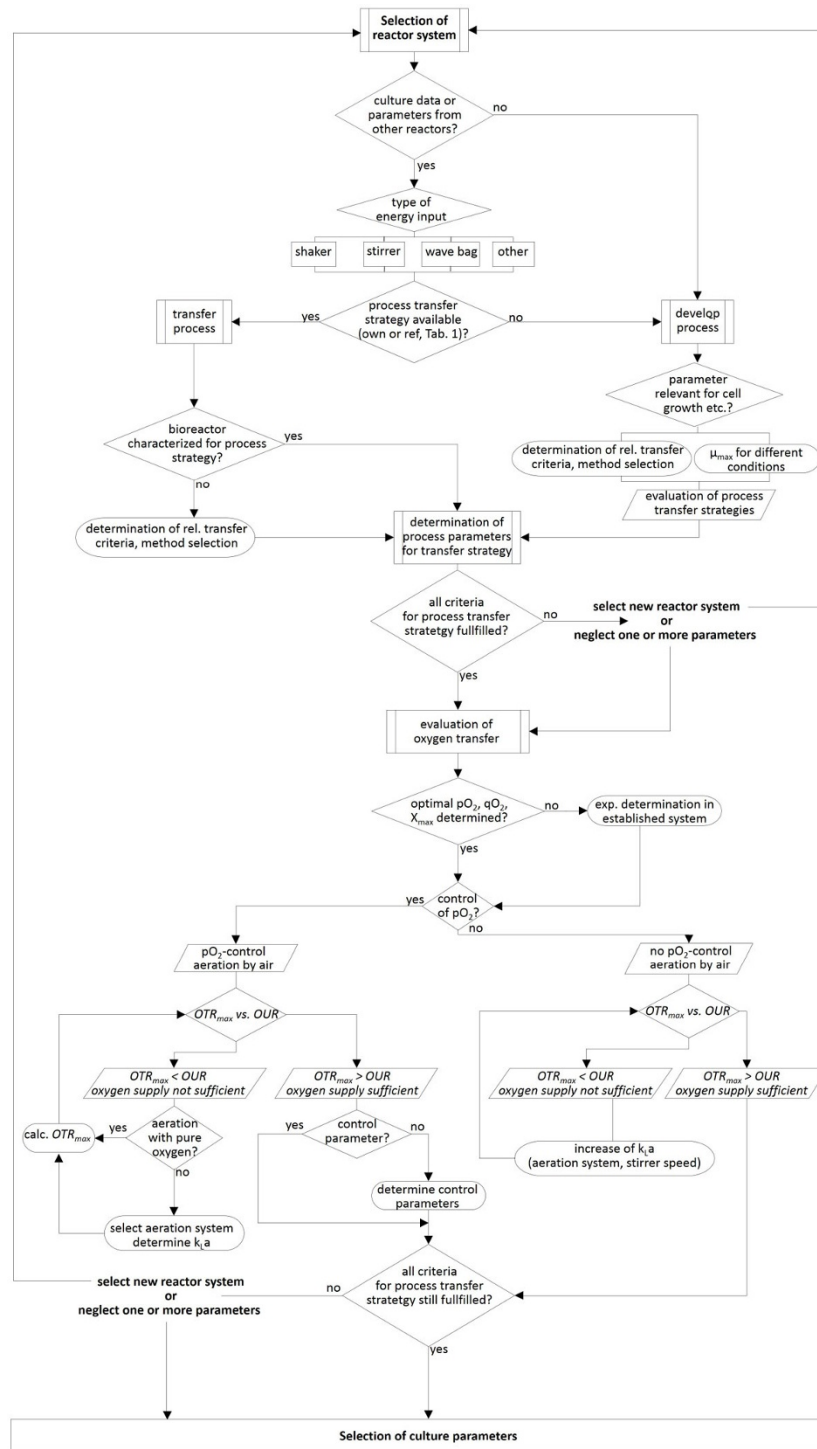 Selection of
reactor system
culture data or
parameters from
other reactors?
no
yes
type of
energy input
shaker
stirrer
wave bag
other
process transfer
strategy available
(own or ref, Tab. 1)?
yes
no
transfer
process
develop
process
parameter
relevant for cell
growth etc.?
bioreactor
characterized for process
strategy?
yes
no
determination of rel. transfer
criteria, method selection
µmax for different
conditions
evaluation of process
transfer strategies
determination of rel. transfer
criteria, method selection
determination of
process parameters
for transfer strategy
all criteria
for process transfer
stratetgy fullfilled?
no
yes
select new reactor system
or
neglect one or more parameters
evaluation of
oxygen transfer
optimal pO2, qO2,
Xmax determined?
no
yes
exp. determination in
established system
control
of pO2?
yes
no
pO2-control
aeration by air
no pO2-control
aeration by air
OTRmax vs. OUR
OTRmax vs. OUR
OTRmax < OUR
oxygen supply not sufficient
OTRmax > OUR
oxygen supply sufficient
OTRmax < OUR
oxygen supply not sufficient
OTRmax > OUR
oxygen supply sufficient
calc. OTRmax
yes
aeration
with pure
oxygen?
no
yes
control
parameter?
no
increase of kLa
(aeration system, stirrer speed)
select aeration system
determine kLa
determine control
parameters
select new reactor system
or
neglect one or more parameters
no
all criteria
for process transfer
stratetgy still fullfilled?
yes
Selection of culture parameters